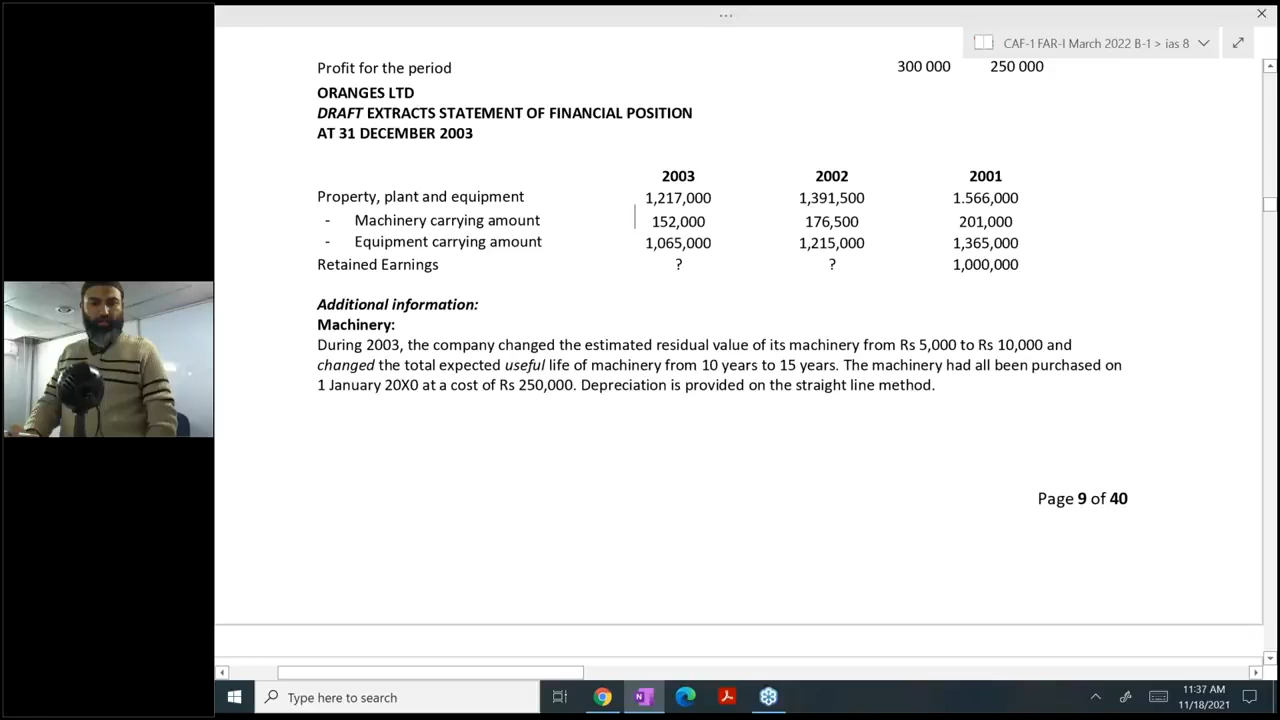 CAF-1 FAR-I March 2022 B-1 > ias 8
Profit for the period 300 000 250 000
ORANGES LTD
DRAFT EXTRACTS STATEMENT OF FINANCIAL POSITION
AT 31 DECEMBER 2003
2003 2002 2001
Property, plant and equipment 1,217,000 1,391,500 1.566,000
- Machinery carrying amount 152,000 176,500 201,000
- Equipment carrying amount 1,065,000 1,215,000 1,365,000
Retained Earnings ? ? 1,000,000
Additional information:
Machinery:
During 2003, the company changed the estimated residual value of its machinery from Rs 5,000 to Rs 10,000 and
changed the total expected useful life of machinery from 10 years to 15 years. The machinery had all been purchased on
1 January 20X0 at a cost of Rs 250,000. Depreciation is provided on the straight line method.
Page 9 of 40
Type here to search
11:37 AM
11/18/2021